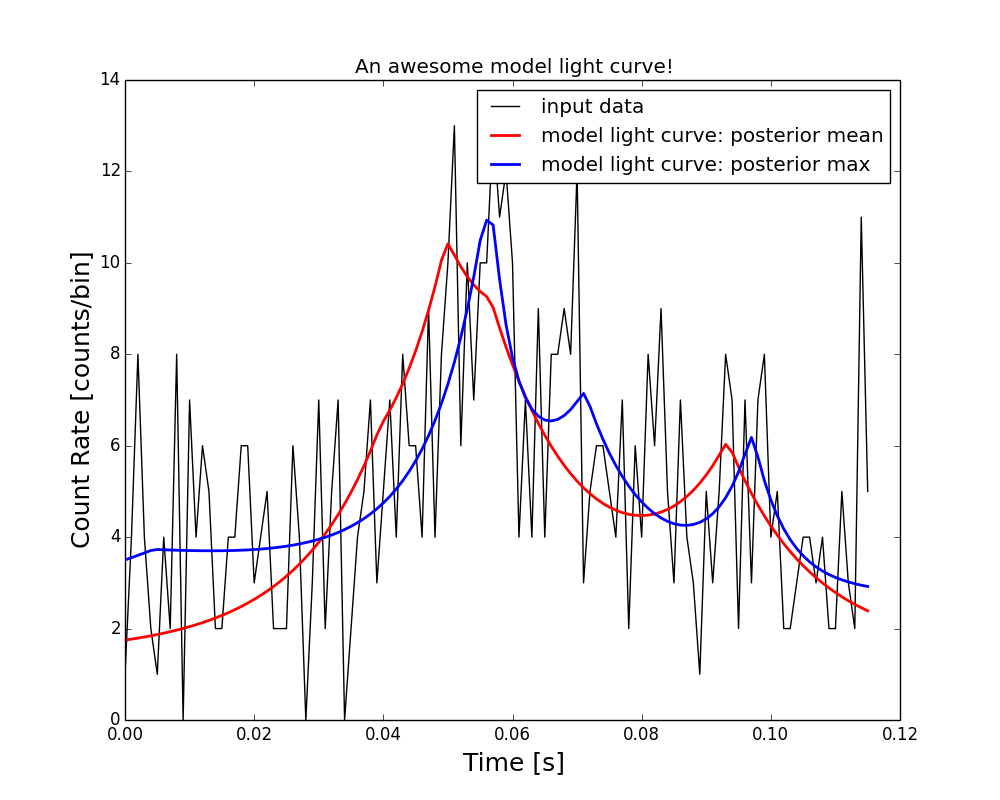 An awesome model light curve!
input data
model light curve: posterior mean
model light curve: posterior max
Count Rate [counts/bin]
14
12
10
8
6
4
2
0
0.00 0.02 0.04 0.06 0.08 0.10 0.12
Time [s]